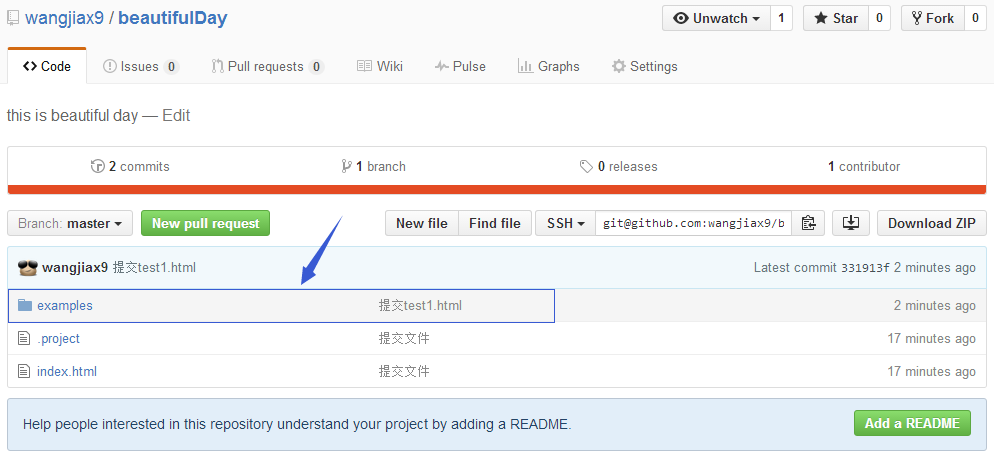 wangjiax9 / beautifulDay
Unwatch 1 Star 0 Fork 0
Code Issues 0 Pull requests 0 Wiki Pulse Graphs Settings
this is beautiful day — Edit
2 commits 1 branch 0 releases 1 contributor
Branch: master New pull request New file Find file SSH git@github.com:wangjiax9/b Download ZIP
wangjiax9 提交test1.html Latest commit 331913f 2 minutes ago
examples 提交test1.html 2 minutes ago
.project 提交文件 17 minutes ago
index.html 提交文件 17 minutes ago
Help people interested in this repository understand your project by adding a README. Add a README